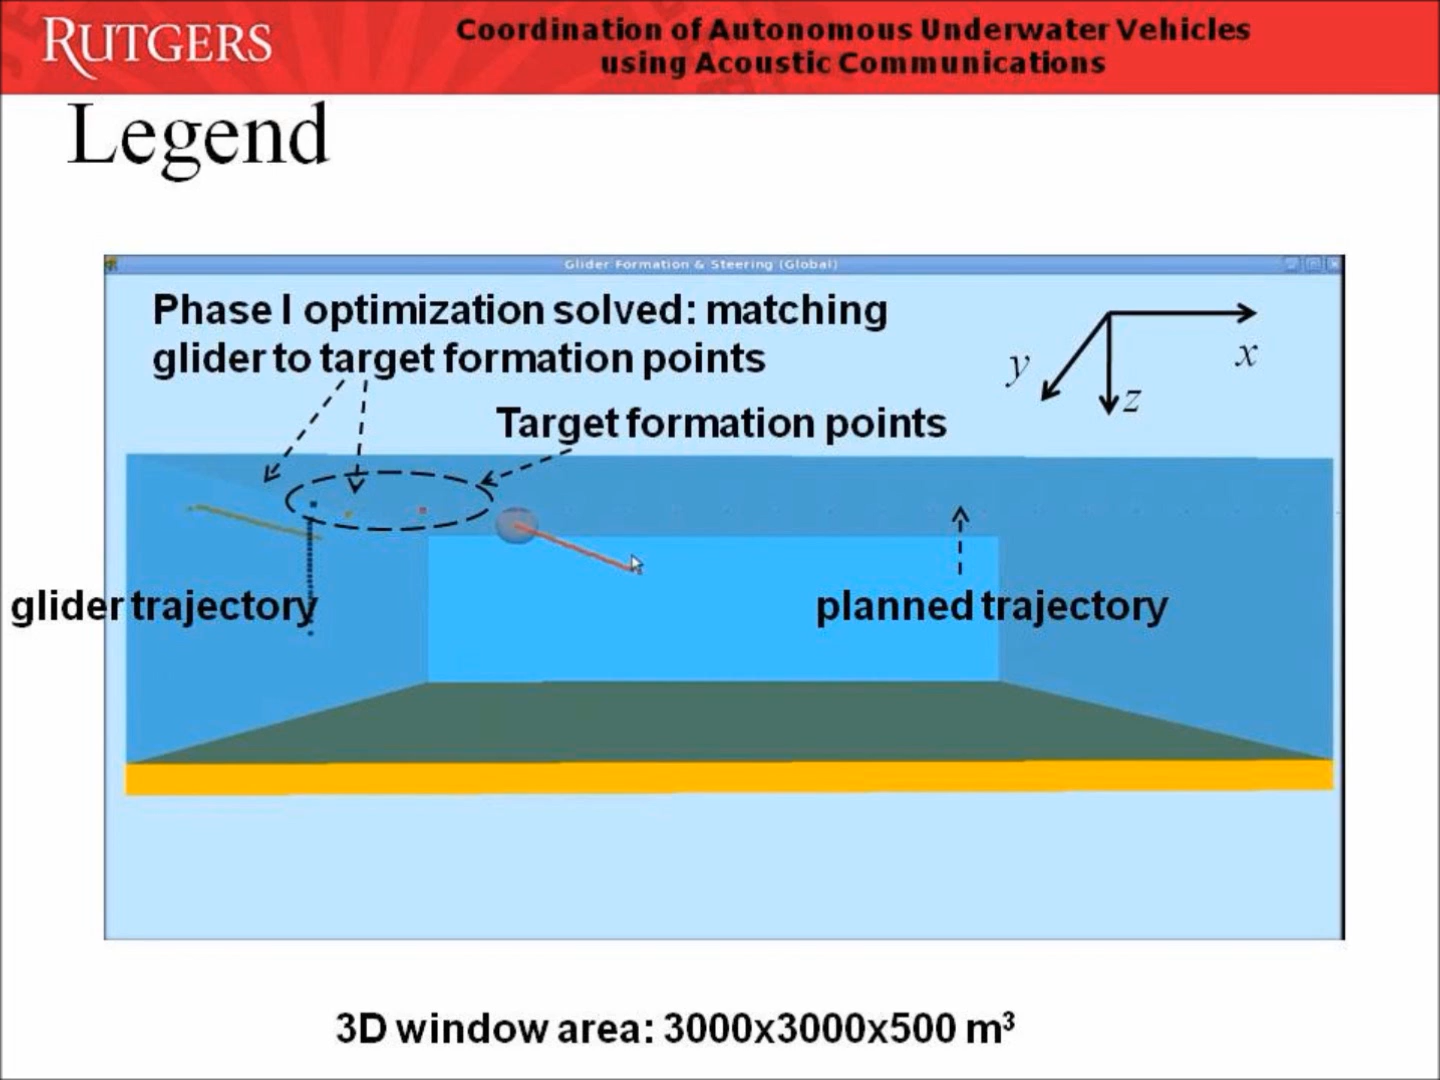 RUTGERS
Coordination of Autonomous Underwater Vehicles
using Acoustic Communications
Legend
Glider Formation & Steering (Global)
Phase I optimization solved: matching
glider to target formation points
y
x
z
Target formation points
glider trajectory
planned trajectory
3D window area: 3000x3000x500 m³